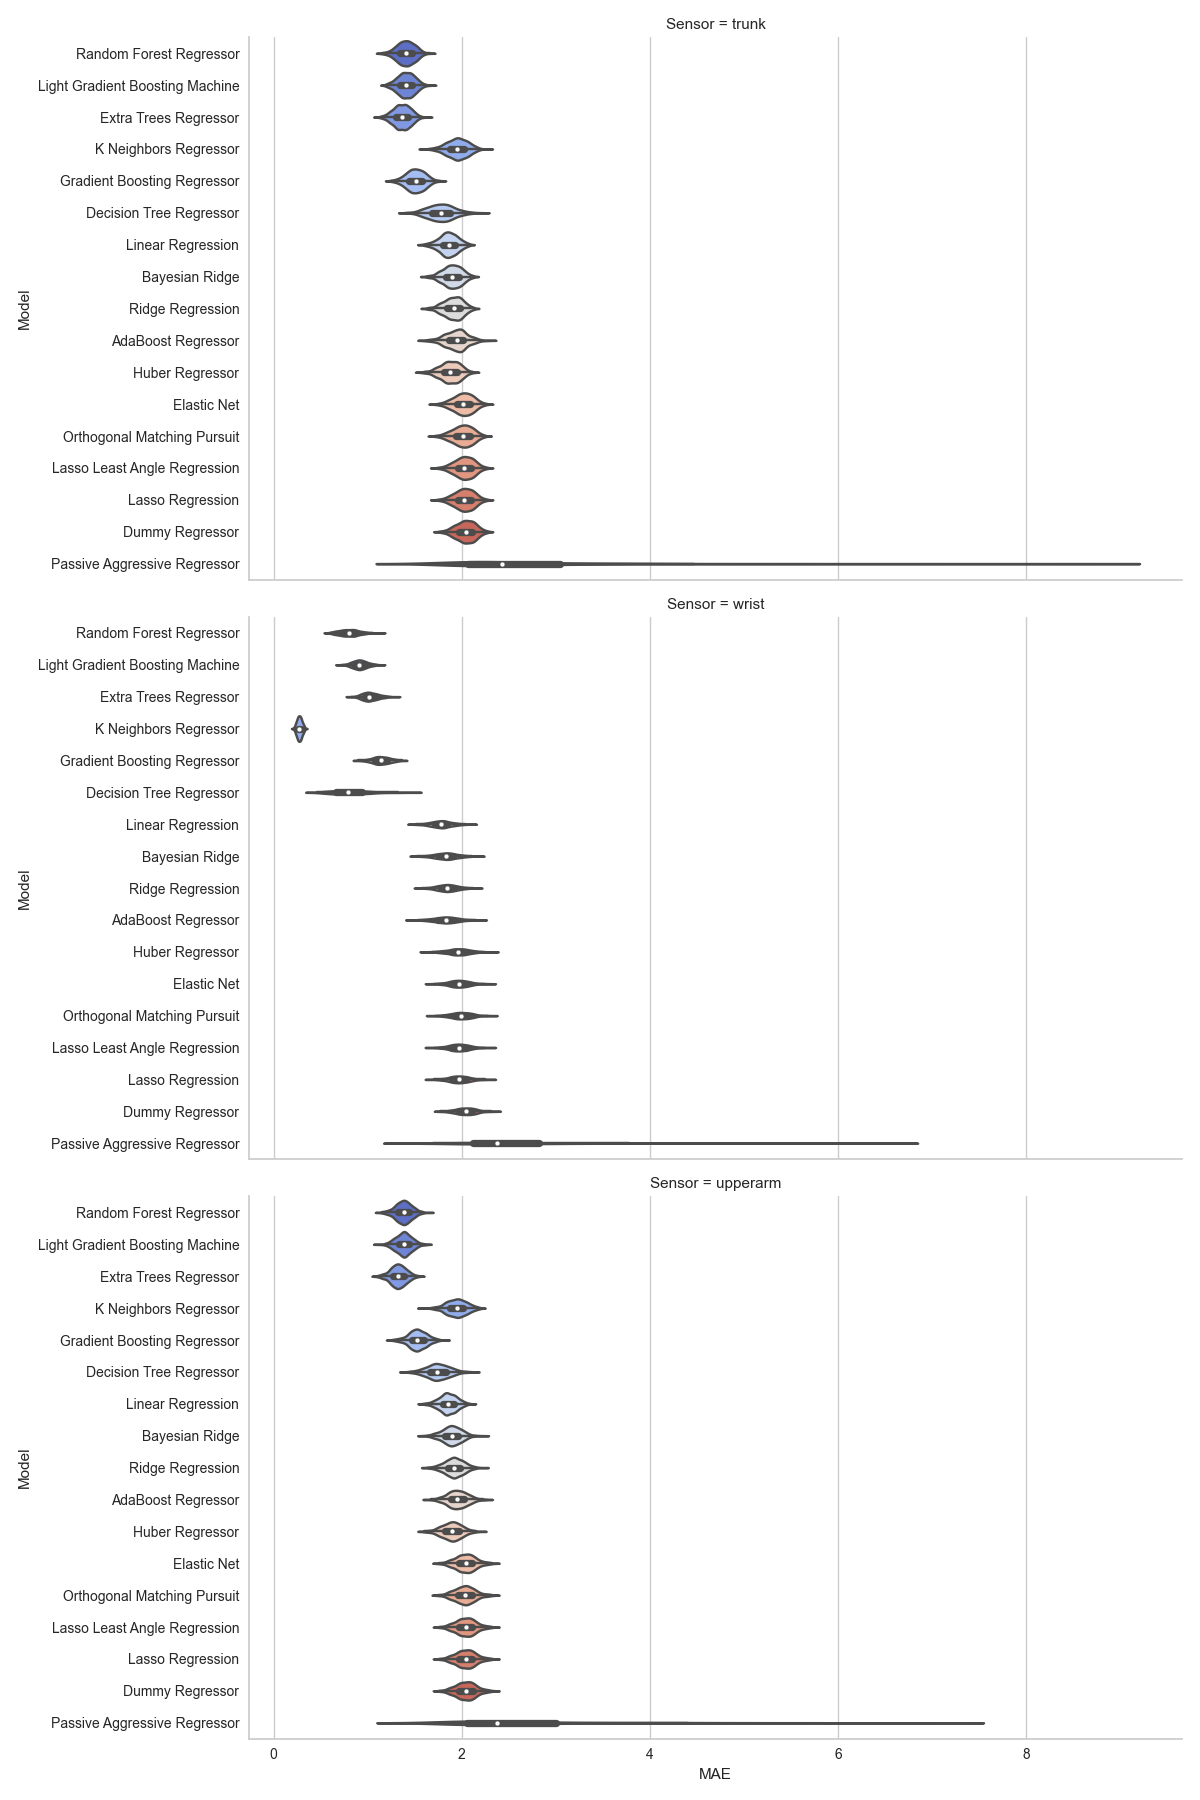 Sensor = trunk
Random Forest Regressor
Light Gradient Boosting Machine
Extra Trees Regressor
K Neighbors Regressor
Gradient Boosting Regressor
Decision Tree Regressor
Linear Regression
Bayesian Ridge
Ridge Regression
AdaBoost Regressor
Huber Regressor
Elastic Net
Orthogonal Matching Pursuit
Lasso Least Angle Regression
Lasso Regression
Dummy Regressor
Passive Aggressive Regressor
Model
Sensor = wrist
Random Forest Regressor
Light Gradient Boosting Machine
Extra Trees Regressor
K Neighbors Regressor
Gradient Boosting Regressor
Decision Tree Regressor
Linear Regression
Bayesian Ridge
Ridge Regression
AdaBoost Regressor
Huber Regressor
Elastic Net
Orthogonal Matching Pursuit
Lasso Least Angle Regression
Lasso Regression
Dummy Regressor
Passive Aggressive Regressor
Model
Sensor = upperarm
Random Forest Regressor
Light Gradient Boosting Machine
Extra Trees Regressor
K Neighbors Regressor
Gradient Boosting Regressor
Decision Tree Regressor
Linear Regression
Bayesian Ridge
Ridge Regression
AdaBoost Regressor
Huber Regressor
Elastic Net
Orthogonal Matching Pursuit
Lasso Least Angle Regression
Lasso Regression
Dummy Regressor
Passive Aggressive Regressor
Model
0 2 4 6 8
MAE